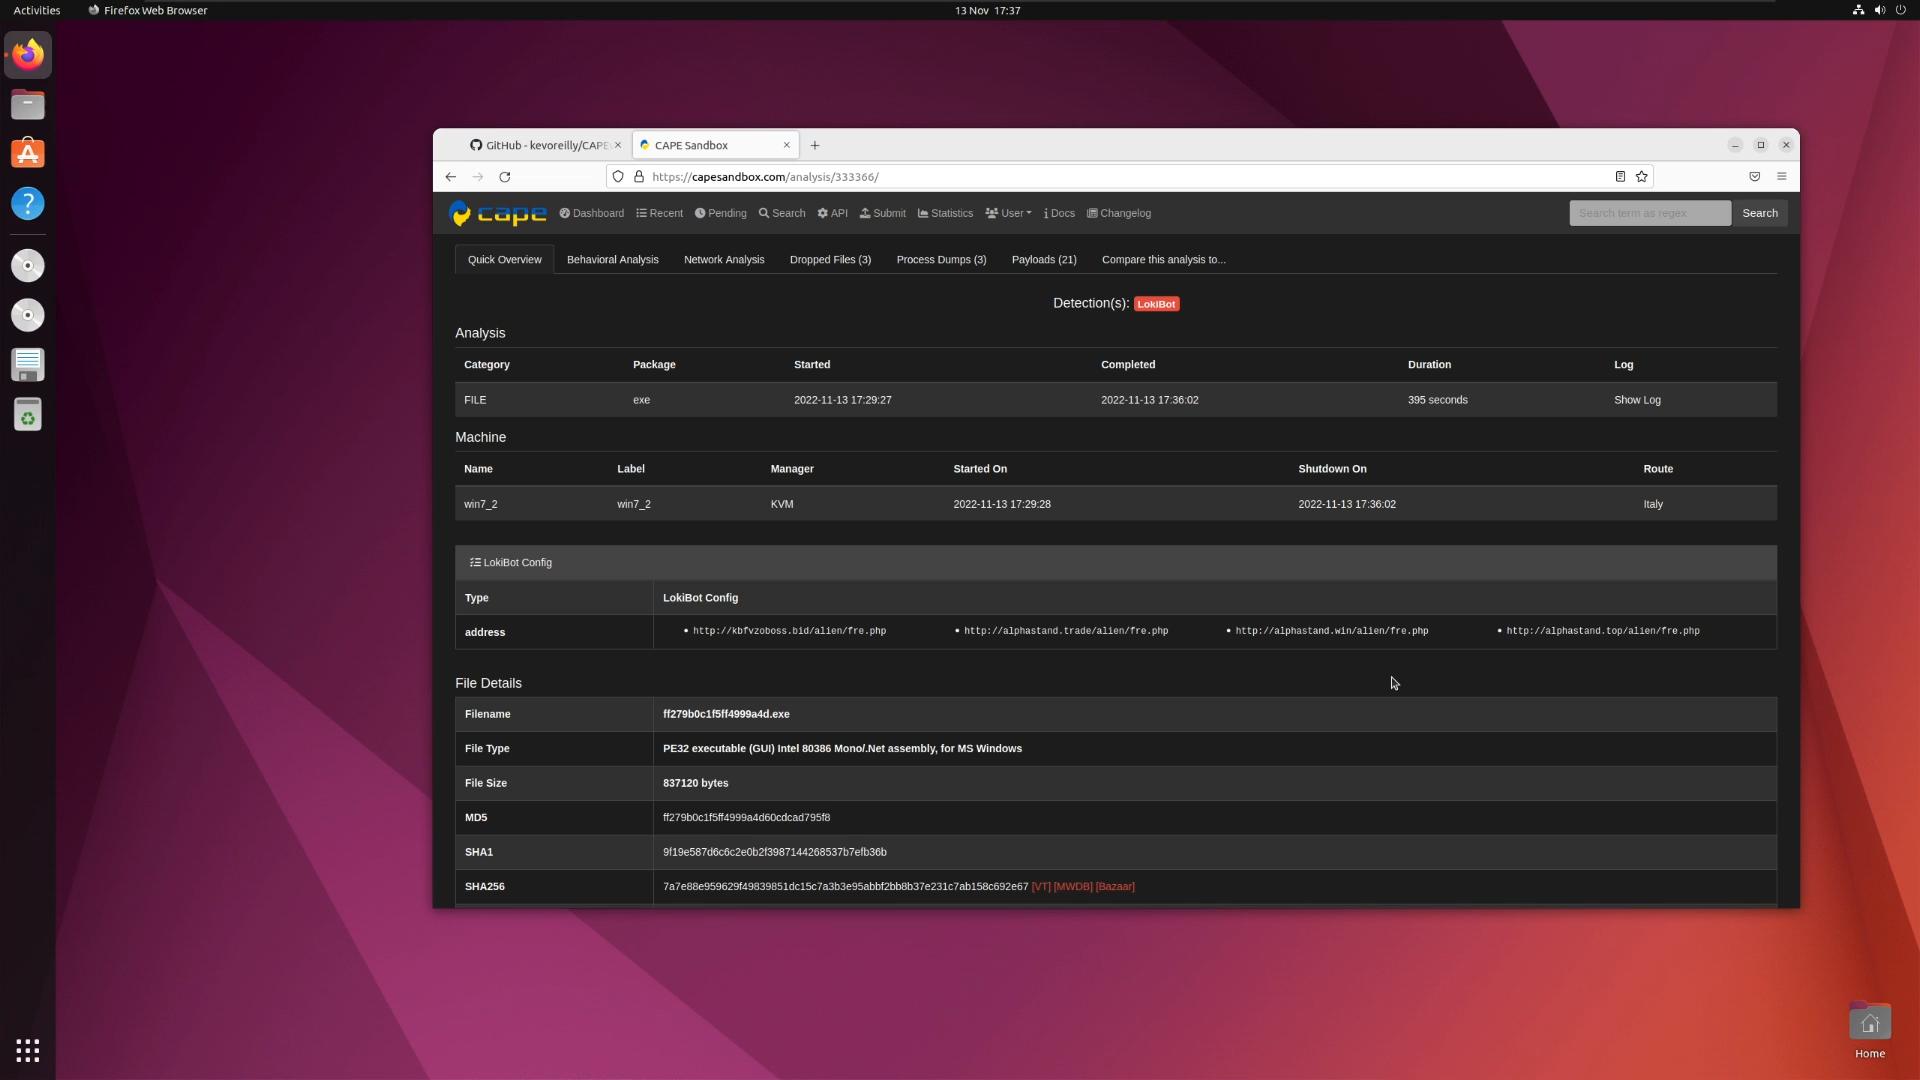 Activities Firefox Web Browser 13 Nov 17:37
GitHub - kevoreilly/CAPE CAPE Sandbox
https://capesandbox.com/analysis/333366/
cape Dashboard Recent Pending Search API Submit Statistics User Docs Changelog Search term as regex Search
Quick Overview Behavioral Analysis Network Analysis Dropped Files (3) Process Dumps (3) Payloads (21) Compare this analysis to...
Detection(s): LokiBot
Analysis
Category Package Started Completed Duration Log
FILE exe 2022-11-13 17:29:27 2022-11-13 17:36:02 395 seconds Show Log
Machine
Name Label Manager Started On Shutdown On Route
win7_2 win7_2 KVM 2022-11-13 17:29:28 2022-11-13 17:36:02 Italy
LokiBot Config
Type LokiBot Config
address • http://kbfvzoboss.bid/alien/fre.php • http://alphastand.trade/alien/fre.php • http://alphastand.win/alien/fre.php • http://alphastand.top/alien/fre.php
File Details
Filename ff279b0c1f5ff4999a4d.exe
File Type PE32 executable (GUI) Intel 80386 Mono/.Net assembly, for MS Windows
File Size 837120 bytes
MD5 ff279b0c1f5ff4999a4d60cdcad795f8
SHA1 9f19e587d6c6c2e0b2f3987144268537b7efb36b
SHA256 7a7e88e959629f49839851dc15c7a3b3e95abbf2bb8b37e231c7ab158c692e67 [VT] [MWDB] [Bazaar]
Home